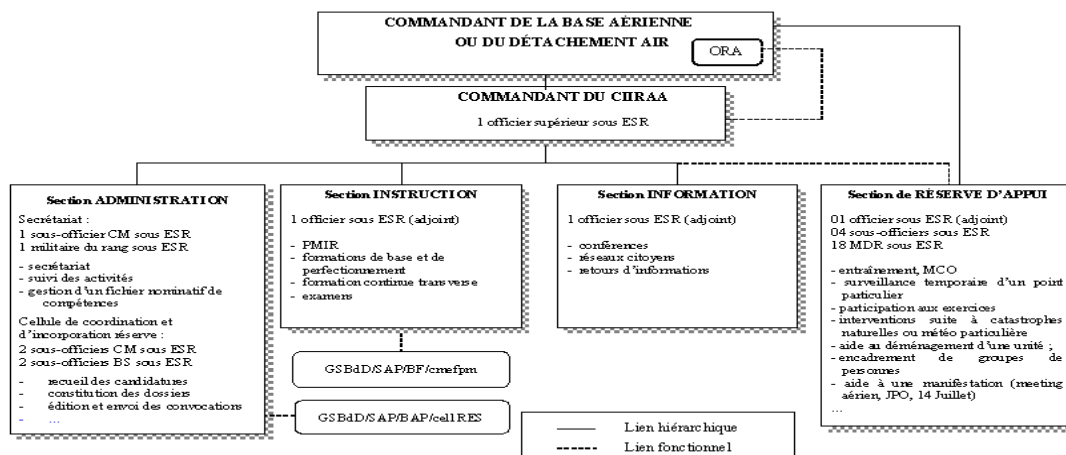 COMMANDANT DE LA BASE AÉRIENNE
OU DU DÉTACHEMENT AIR
ORA
COMMANDANT DU CIIRAA
1 officier supérieur sous ESR
Section ADMINISTRATION
Secrétariat :
1 sous-officier CM sous ESR
1 militaire du rang sous ESR
- secrétariat
- suivi des activités
- gestion d'un fichier nominatif de
compétences
Cellule de coordination et
d'incorporation réserve :
2 sous-officiers CM sous ESR
2 sous-officiers BS sous ESR
- recueil des candidatures
- constitution des dossiers
- édition et envoi des convocations
- ...
Section INSTRUCTION
1 officier sous ESR (adjoint)
- PMIR
- formations de base et de
perfectionnement
- formation continue transverse
- examens
GSBdD/SAP/BF/cmefpm
GSBdD/SAP/BAP/cellRES
Section INFORMATION
1 officier sous ESR (adjoint)
- conférences
- réseaux citoyens
- retours d'informations
Section de RÉSERVE D'APPUI
01 officier sous ESR (adjoint)
04 sous-officiers sous ESR
18 MDR sous ESR
- entraînement, MCO
- surveillance temporaire d'un point
particulier
- participation aux exercices
- interventions suite à catastrophes
naturelles ou météo particulière
- aide au déménagement d'une unité ;
- encadrement de groupes de
personnes
- aide à une manifestation (meeting
aérien, JPO, 14 Juillet)
...
Lien hiérarchique
Lien fonctionnel